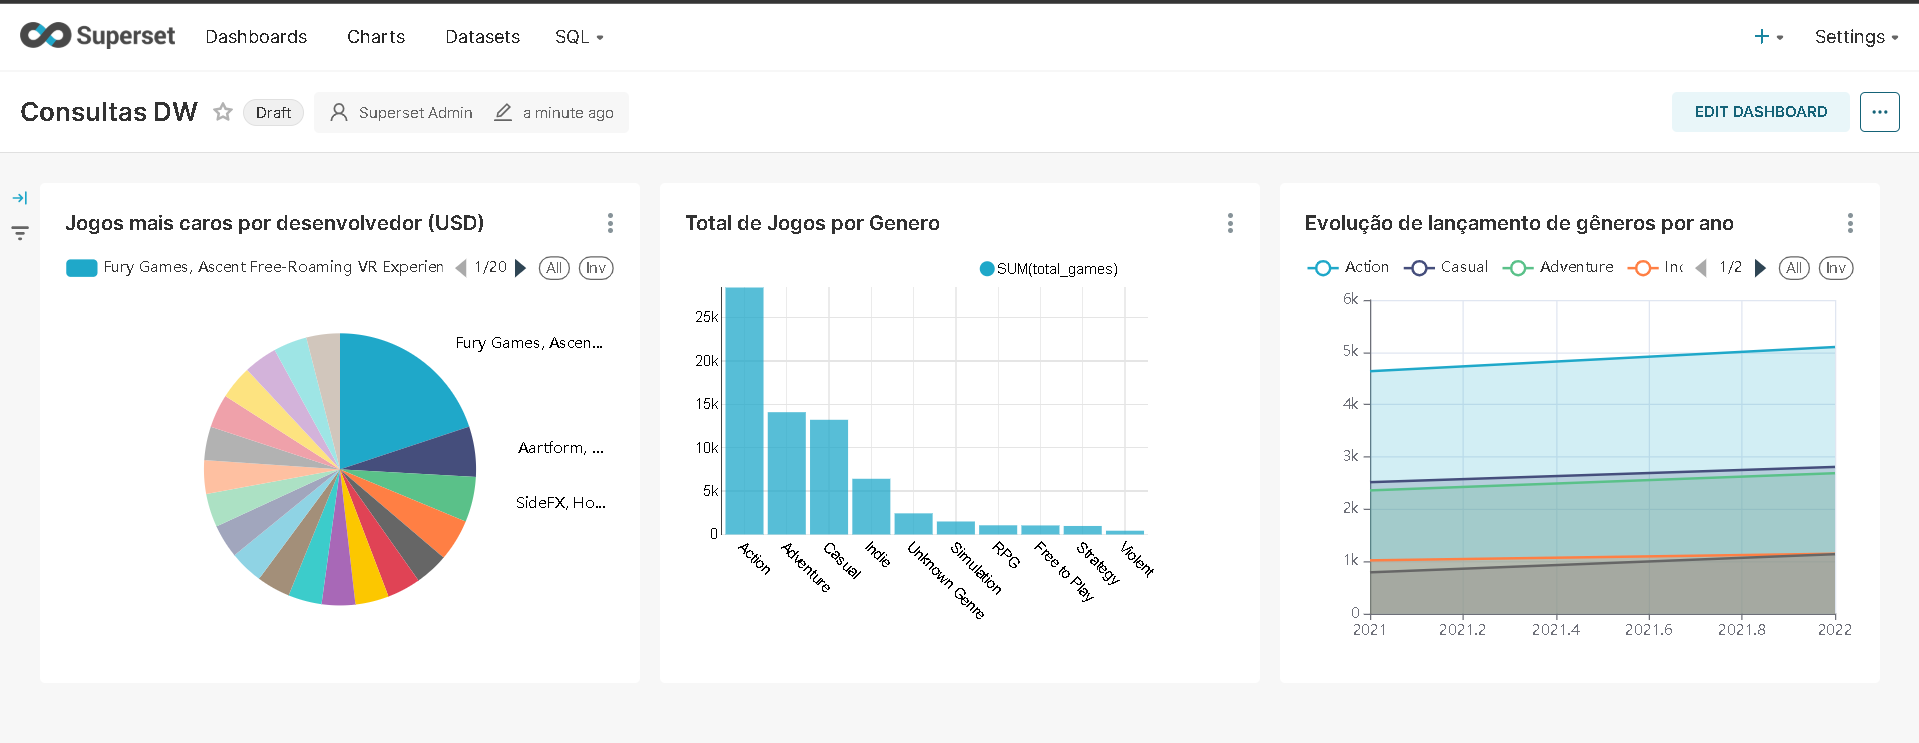 Superset Dashboards Charts Datasets SQL + Settings
Consultas DW Draft Superset Admin a minute ago EDIT DASHBOARD ...
Jogos mais caros por desenvolvedor (USD)
Fury Games, Ascent Free-Roaming VR Experien 1/20 All Inv
Fury Games, Ascen...
Aartform, ...
SideFX, Ho...
Total de Jogos por Genero
SUM(total_games)
25k
20k
15k
10k
5k
0
Action Adventure Casual Indie Unknown Genre Simulation RPG Free to Play Strategy Violent
Evolução de lançamento de gêneros por ano
Action Casual Adventure Inc 1/2 All Inv
6k
5k
4k
3k
2k
1k
0
2021 2021.2 2021.4 2021.6 2021.8 2022